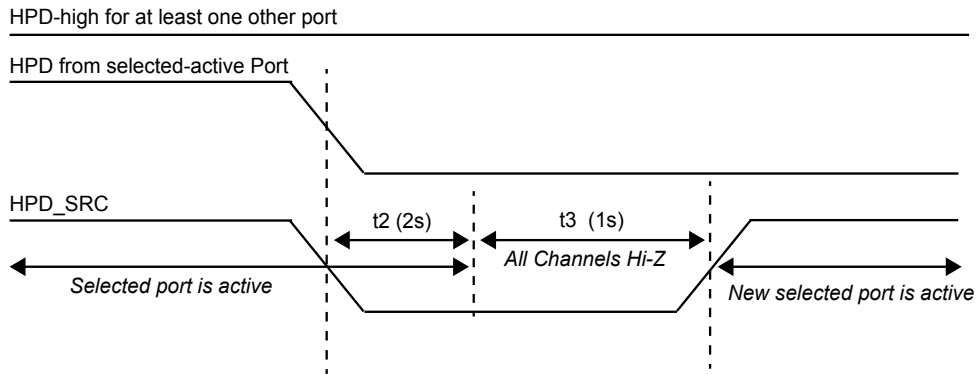 HPD-high for at least one other port
HPD from selected-active Port
HPD_SRC
t2 (2s)
t3 (1s)
All Channels Hi-Z
Selected port is active
New selected port is active